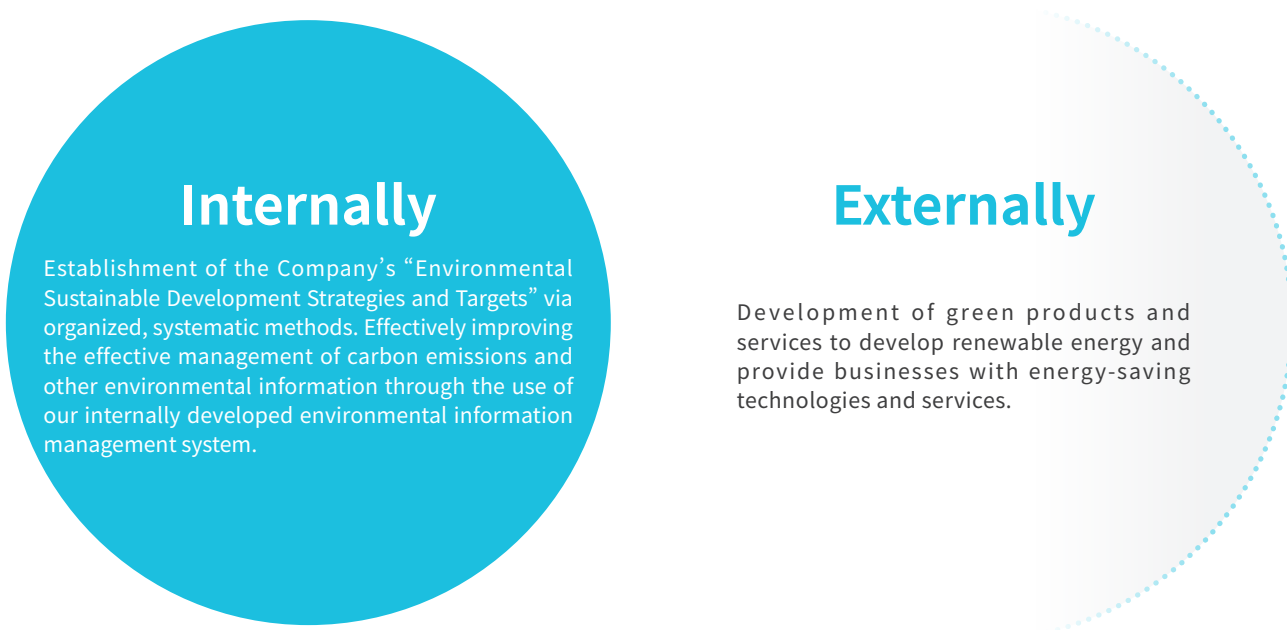 Internally
Establishment of the Company’s “Environmental
Sustainable Development Strategies and Targets” via
organized, systematic methods. Effectively improving
the effective management of carbon emissions and
other environmental information through the use of
our internally developed environmental information
management system.
Externally
Development of green products and
services to develop renewable energy and
provide businesses with energy-saving
technologies and services.